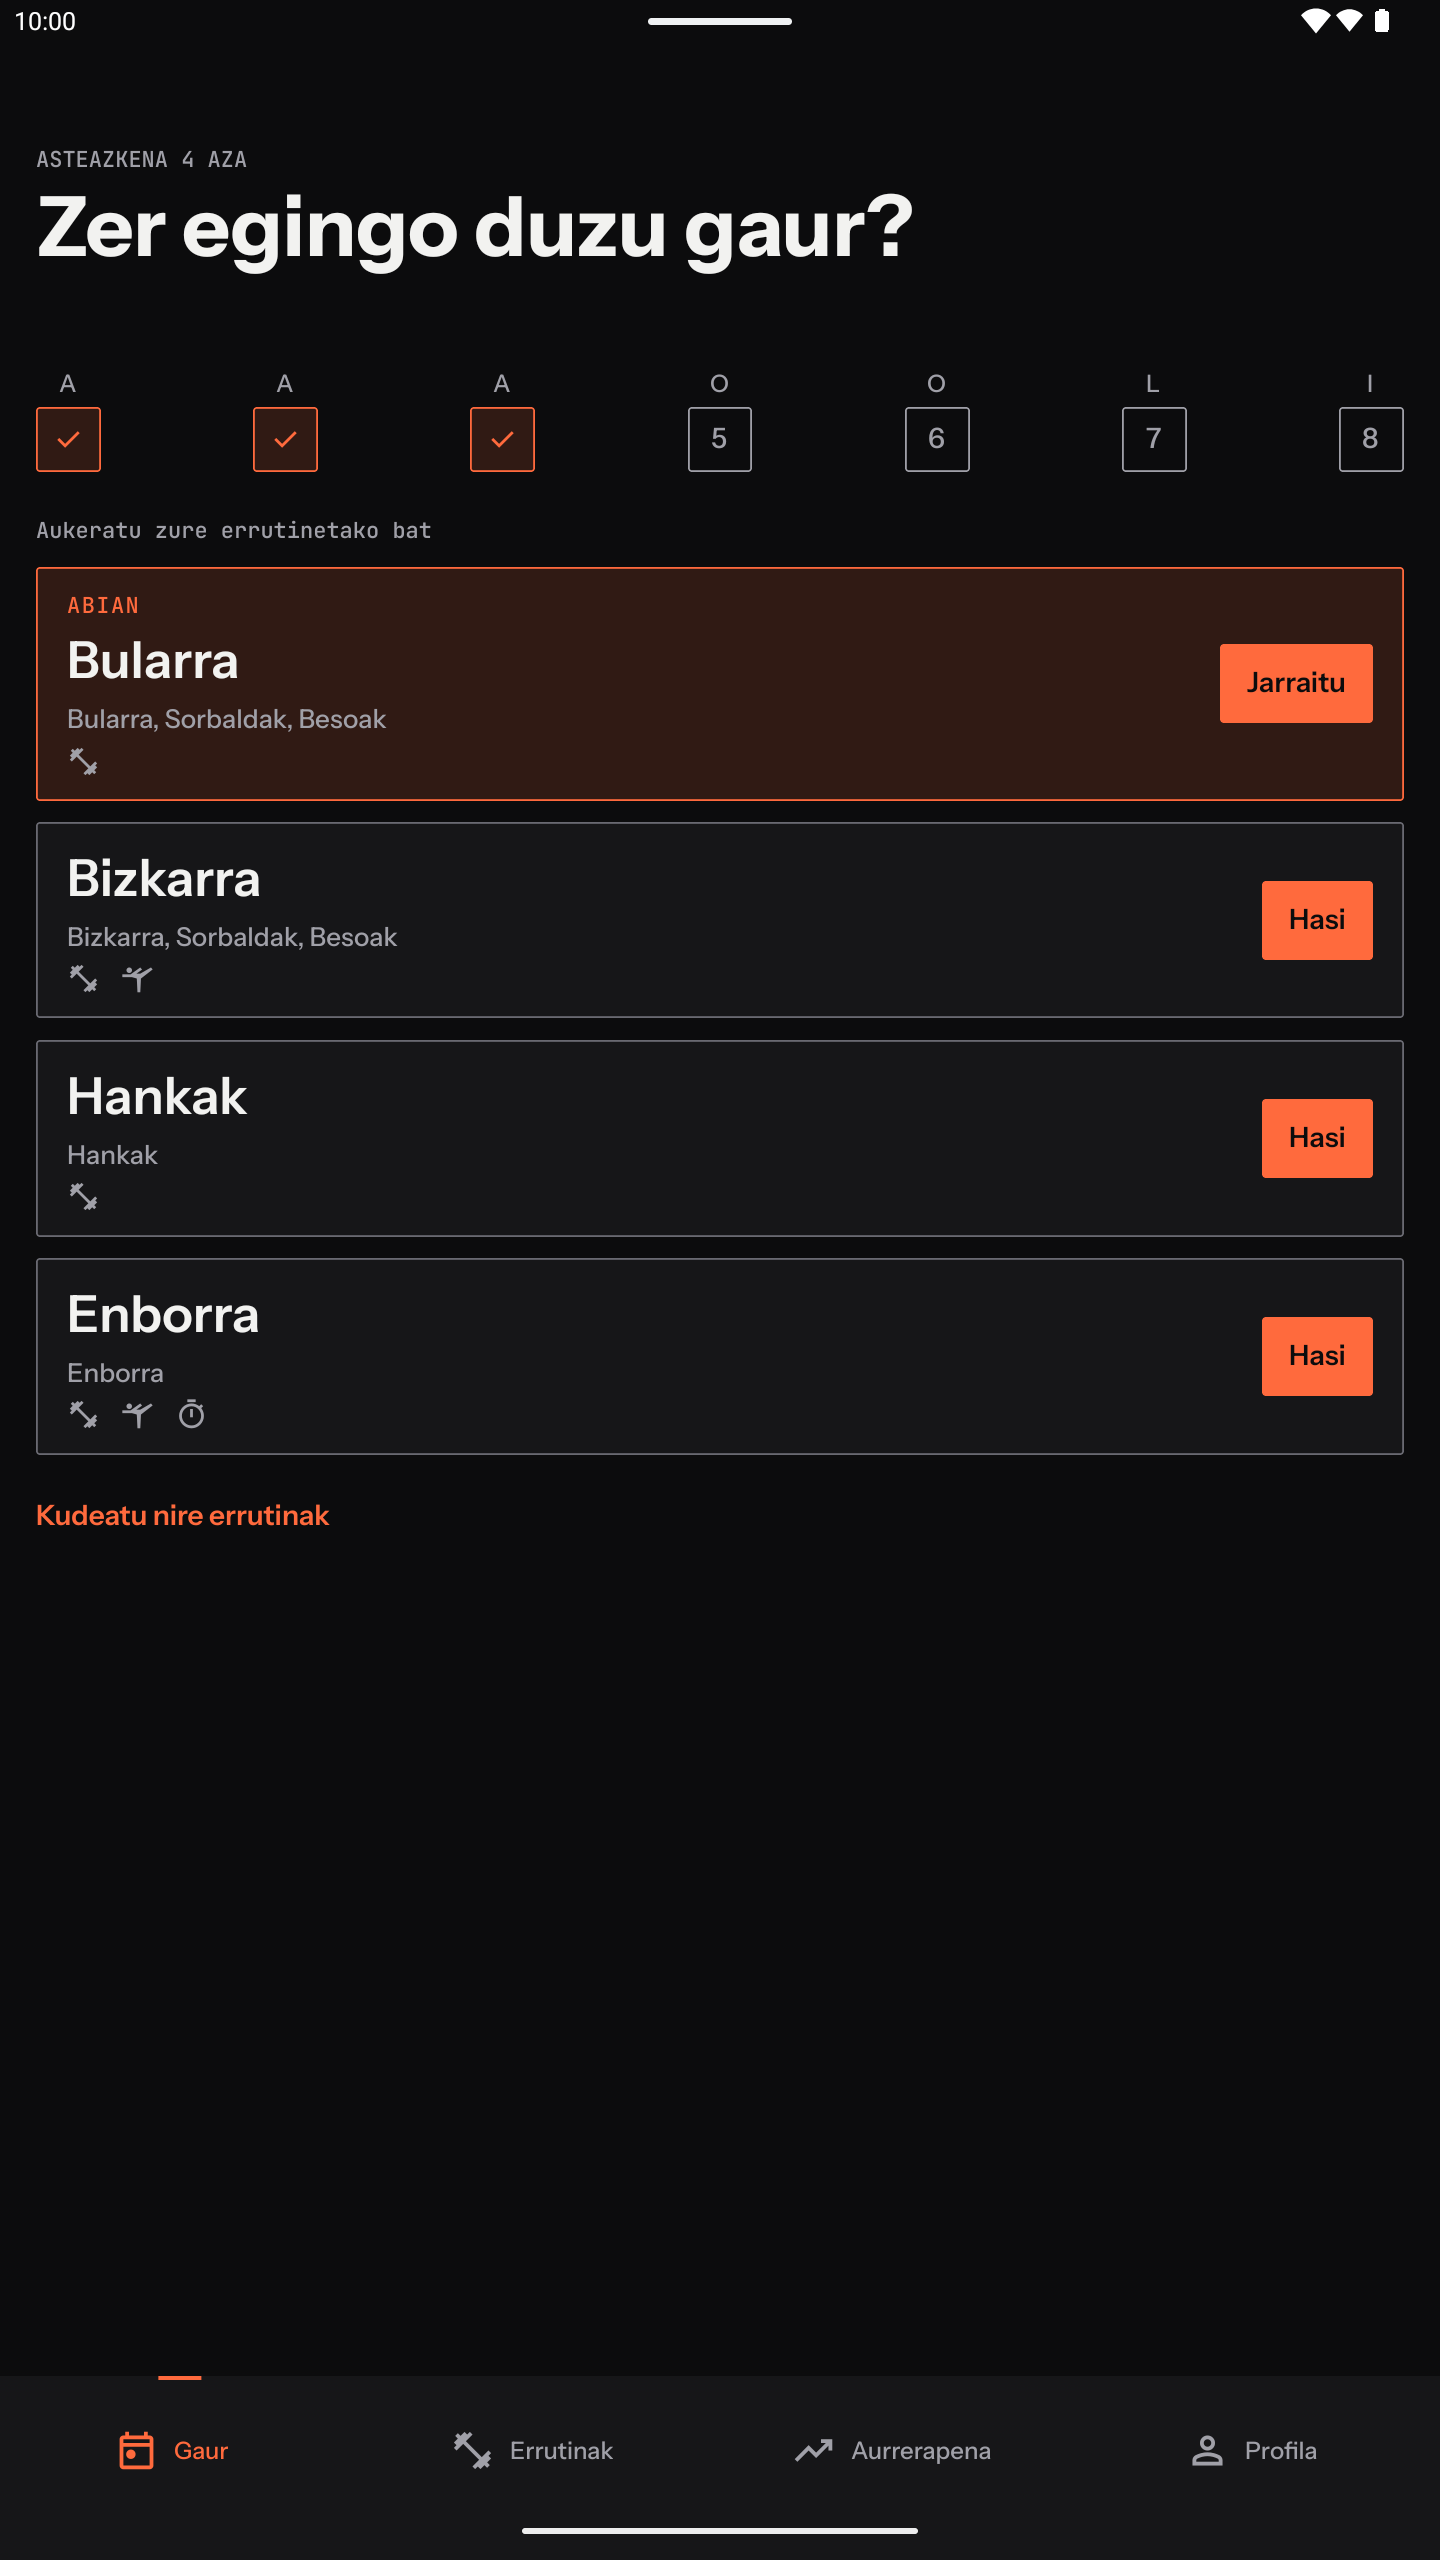 10:00
ASTEAZKENA 4 AZA
Zer egingo duzu gaur?
A A A O O L I
5 6 7 8
Aukeratu zure errutinetako bat
ABIAN
Bularra
Bularra, Sorbaldak, Besoak
Jarraitu
Bizkarra
Bizkarra, Sorbaldak, Besoak
Hasi
Hankak
Hankak
Hasi
Enborra
Enborra
Hasi
Kudeatu nire errutinak
Gaur Errutinak Aurrerapena Profila